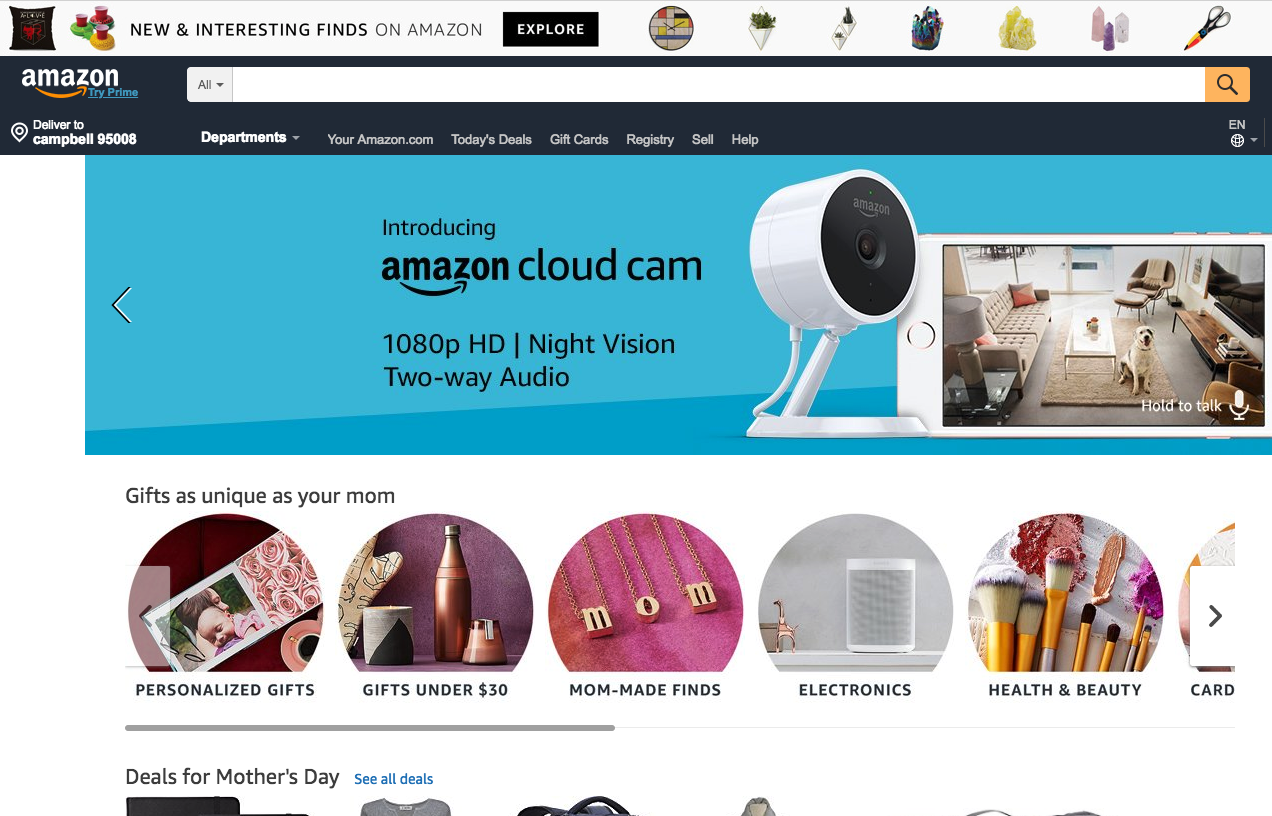 NEW & INTERESTING FINDS ON AMAZON
EXPLORE
amazon
Try Prime
All
Deliver to
campbell 95008
Departments
Your Amazon.com
Today's Deals
Gift Cards
Registry
Sell
Help
EN
Introducing
amazon cloud cam
1080p HD | Night Vision
Two-way Audio
amazon
Hold to talk
Gifts as unique as your mom
m o m
PERSONALIZED GIFTS
GIFTS UNDER $30
MOM-MADE FINDS
ELECTRONICS
HEALTH & BEAUTY
CARD
Deals for Mother's Day
See all deals